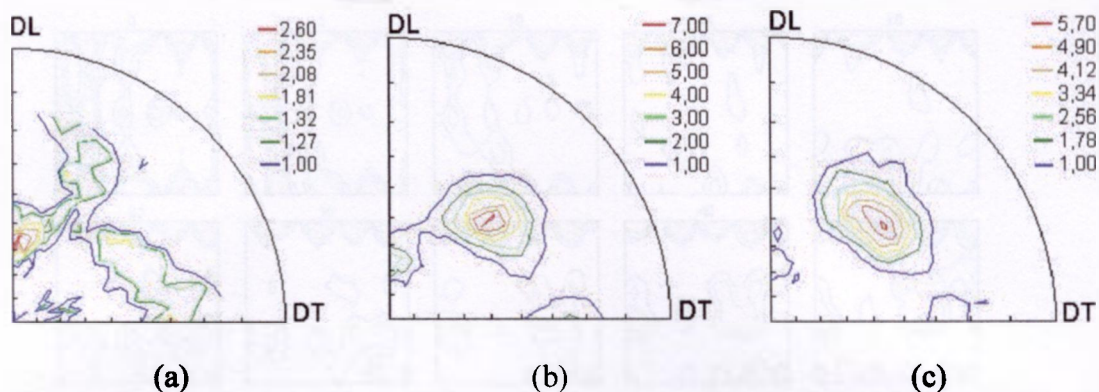 DL
2,60
2,35
2,08
1,81
1,32
1,27
1,00
DT
(a)
DL
7,00
6,00
5,00
4,00
3,00
2,00
1,00
DT
(b)
DL
5,70
4,90
4,12
3,34
2,56
1,78
1,00
DT
(c)